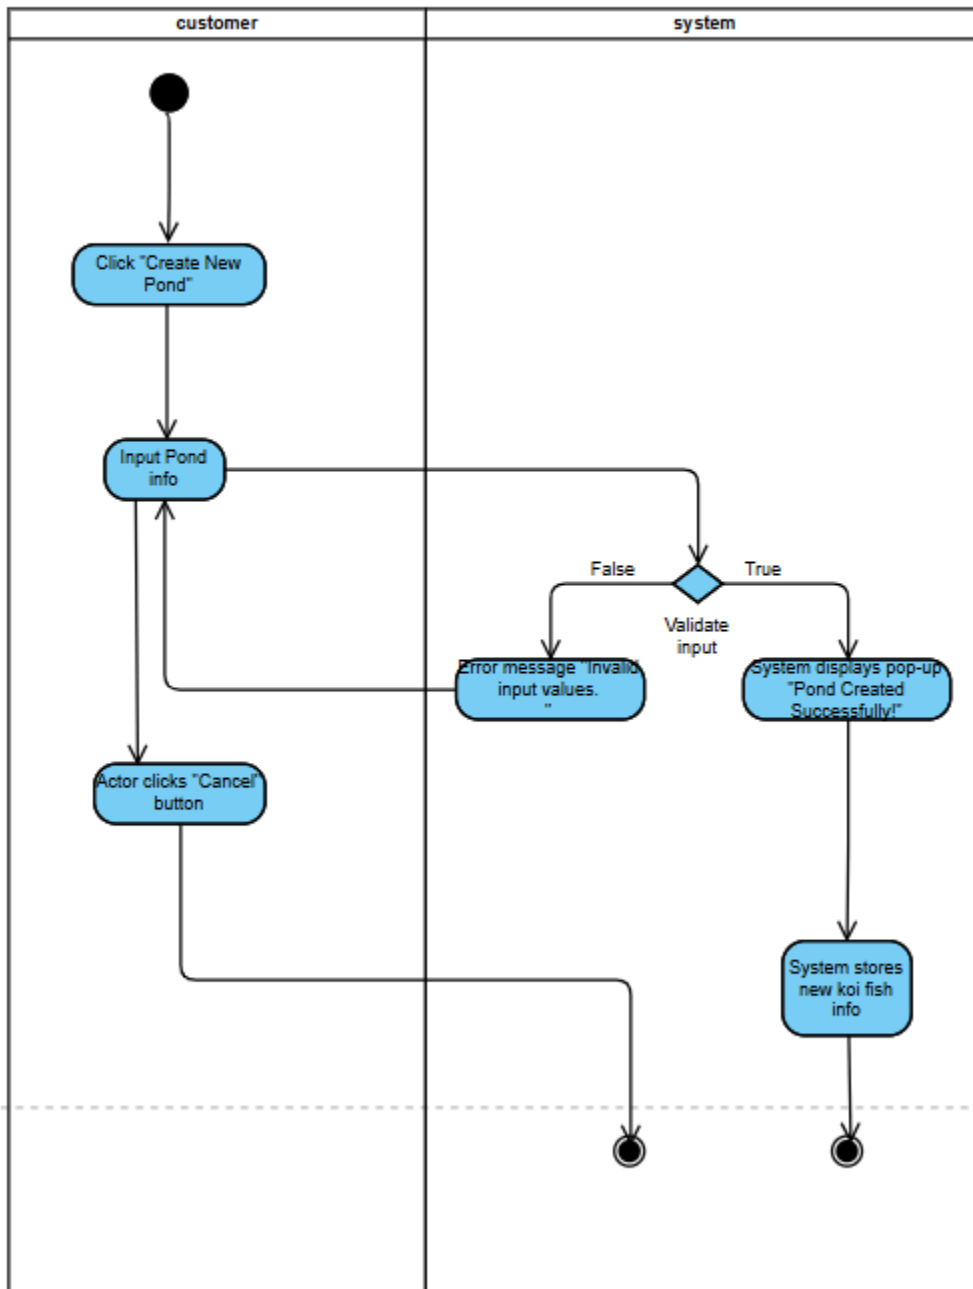 customer
system
Click "Create New
Pond"
Input Pond
info
False
True
Validate
input
Error message "Invalid
input values.
"
System displays pop-up
"Pond Created
Successfully!"
Actor clicks "Cancel"
button
System stores
new koi fish
info